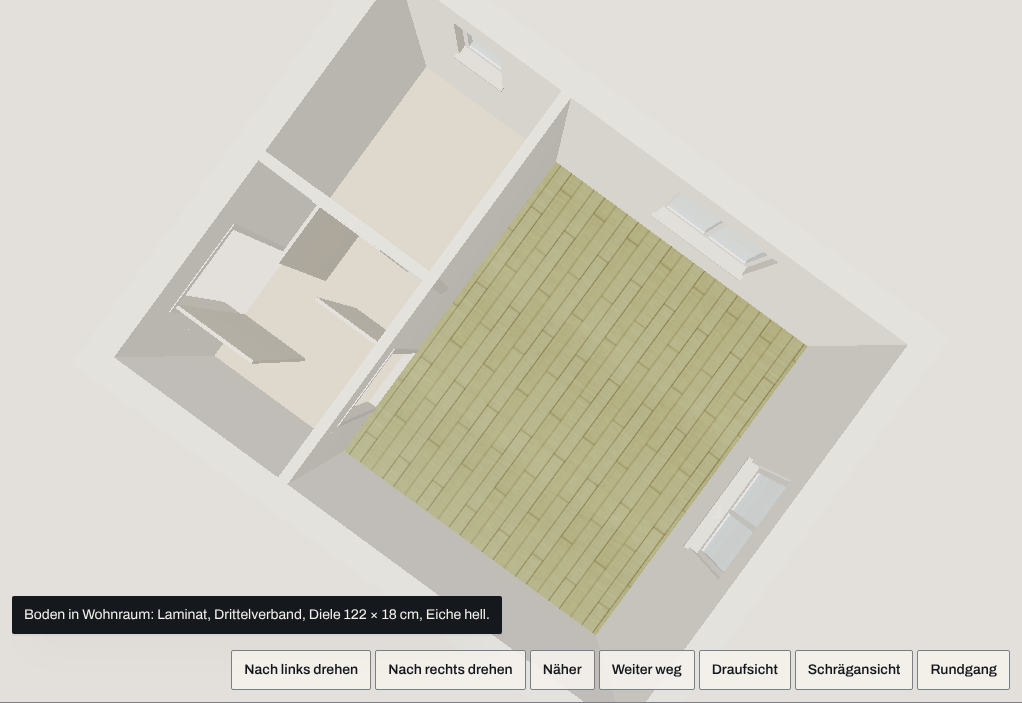 Boden in Wohnraum: Laminat, Drittelverband, Diele 122 × 18 cm, Eiche hell.
Nach links drehen
Nach rechts drehen
Näher
Weiter weg
Draufsicht
Schrägansicht
Rundgang